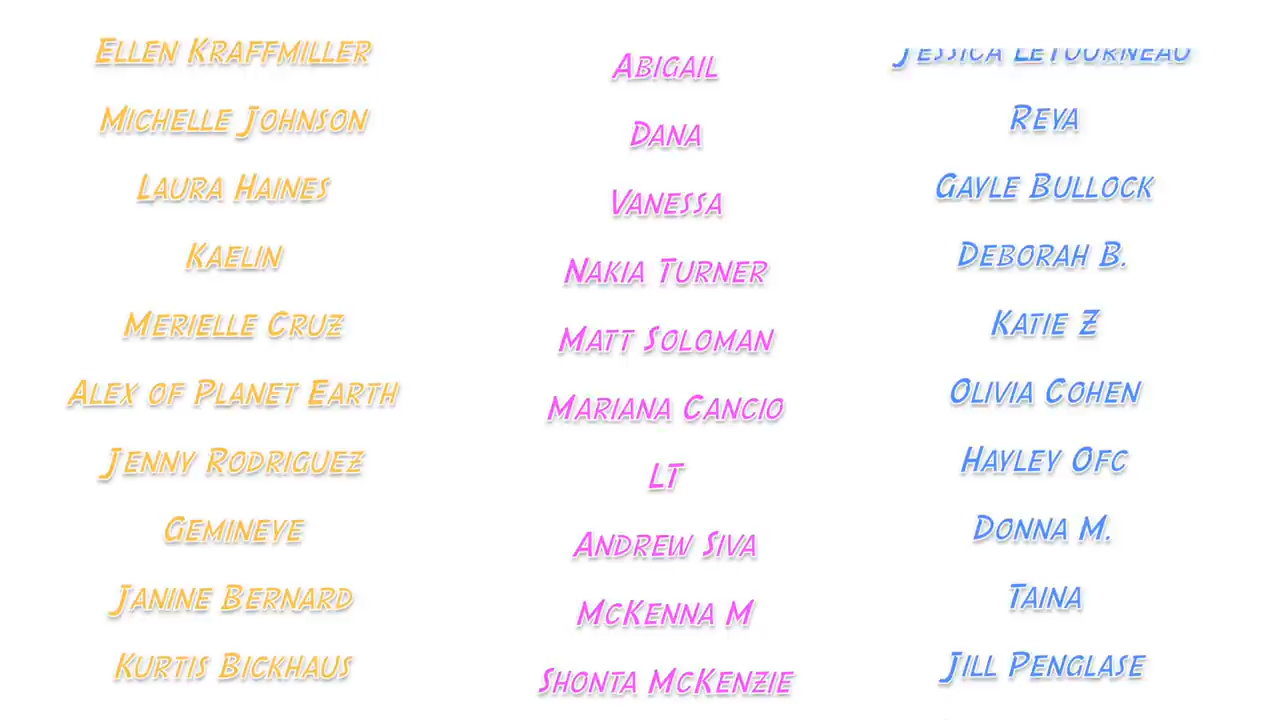 Ellen Kraffmiller
Michelle Johnson
Laura Haines
Kaelin
Merielle Cruz
Alex of Planet Earth
Jenny Rodriguez
Gemineye
Janine Bernard
Kurtis Bickhaus
Abigail
Dana
Vanessa
Nakia Turner
Matt Soloman
Mariana Cancio
LT
Andrew Siva
McKenna M
Shonta McKenzie
Jessica LeTourneau
Reya
Gayle Bullock
Deborah B.
Katie Z
Olivia Cohen
Hayley Ofc
Donna M.
Taina
Jill Penglase